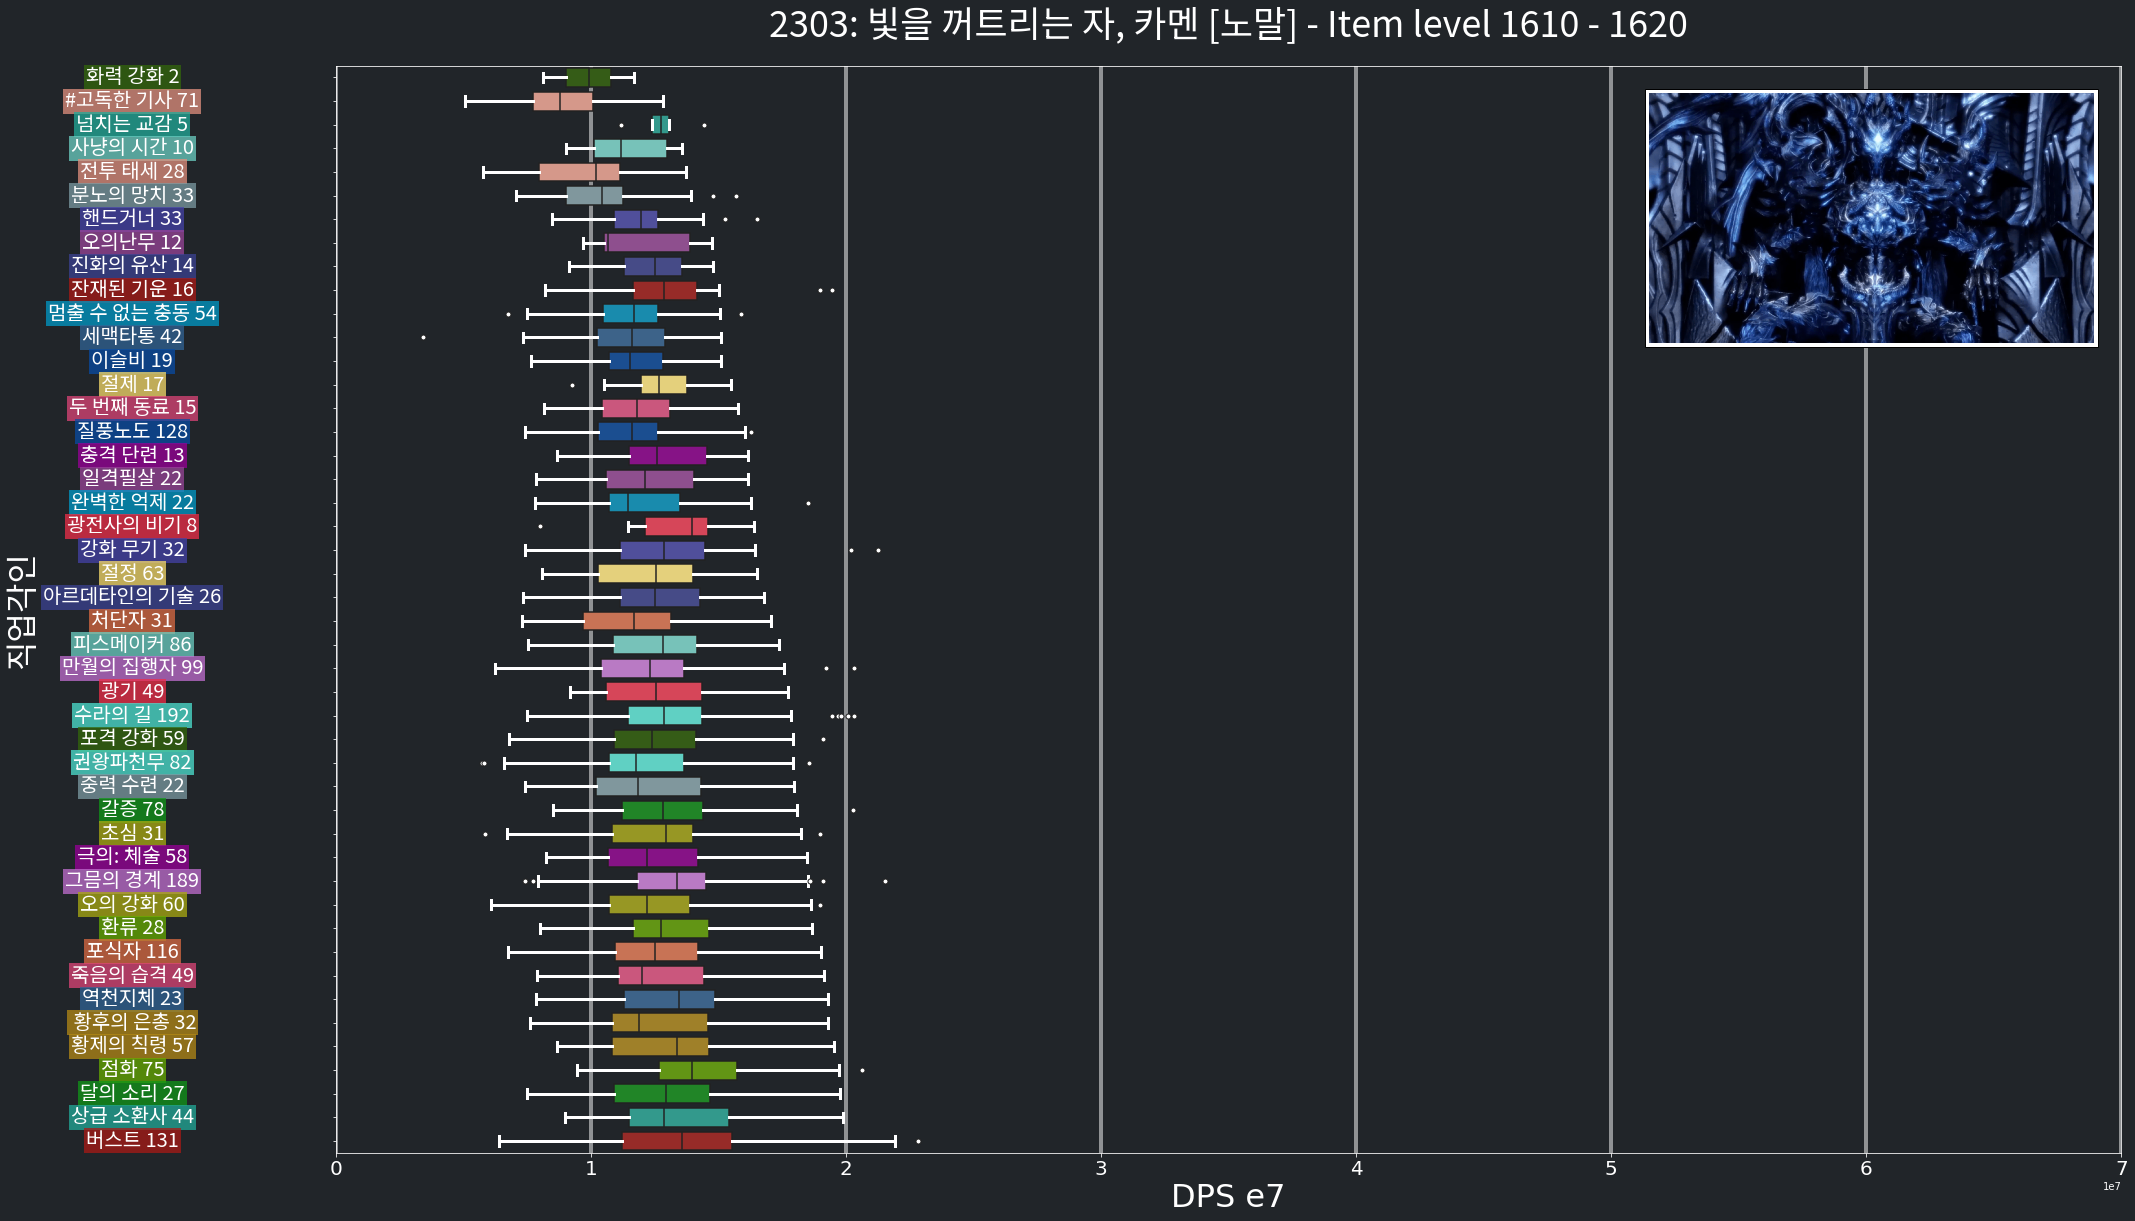 2303: 빛을 꺼트리는 자, 카멘 [노말] - Item level 1610 - 1620
직업각인
화력 강화 2
#고독한 기사 71
넘치는 교감 5
사냥의 시간 10
전투 태세 28
분노의 망치 33
핸드거너 33
오의난무 12
진화의 유산 14
잔재된 기운 16
멈출 수 없는 충동 54
세맥타통 42
이슬비 19
절제 17
두 번째 동료 15
질풍노도 128
충격 단련 13
일격필살 22
완벽한 억제 22
광전사의 비기 8
강화 무기 32
절정 63
아르데타인의 기술 26
처단자 31
피스메이커 86
만월의 집행자 99
광기 49
수라의 길 192
포격 강화 59
권왕파천무 82
중력 수련 22
갈증 78
초심 31
극의: 체술 58
그믐의 경계 189
오의 강화 60
환류 28
포식자 116
죽음의 습격 49
역천지체 23
황후의 은총 32
황제의 칙령 57
점화 75
달의 소리 27
상급 소환사 44
버스트 131
0 1 2 3 4 5 6 7
1e7
DPS e7